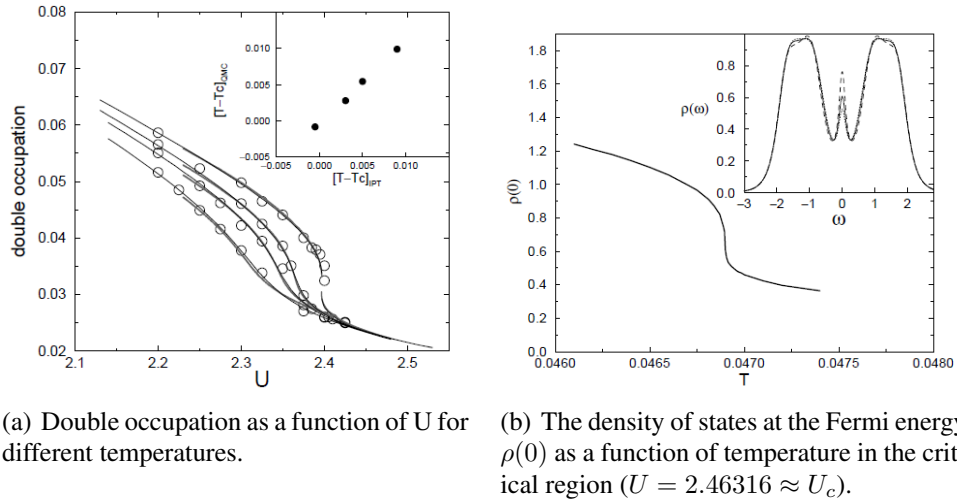 0.08
0.07
0.06
0.05
0.04
0.03
0.02
2.1 2.2 2.3 2.4 2.5
double occupation
U
0.010
0.005
0.000
−0.005
−0.005 0.000 0.005 0.010
[T−Tc]QMC
[T−Tc]IPT
1.8
1.6
1.4
1.2
1.0
0.8
0.6
0.4
0.2
0.0
0.0460 0.0465 0.0470 0.0475 0.0480
ρ(0)
T
0.8
0.6
0.4
0.2
0.0
−3 −2 −1 0 1 2
ρ(ω)
ω
(a) Double occupation as a function of U for
different temperatures.
(b) The density of states at the Fermi energy
ρ(0) as a function of temperature in the crit-
ical region (U = 2.46316 ≈ Uc).